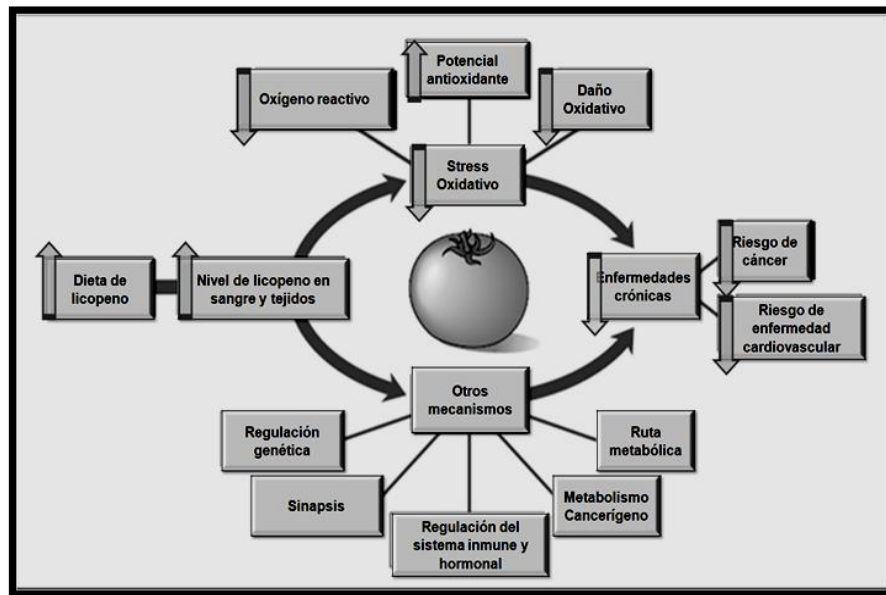 Potencial
antioxidante
Oxígeno reactivo
Daño
Oxidativo
Stress
Oxidativo
Dieta de
licopeno
Nivel de licopeno en
sangre y tejidos
Enfermedades
crónicas
Riesgo de
cáncer
Riesgo de
enfermedad
cardiovascular
Otros
mecanismos
Regulación
genética
Ruta
metabólica
Sinapsis
Metabolismo
Cancerígeno
Regulación del
sistema inmune y
hormonal